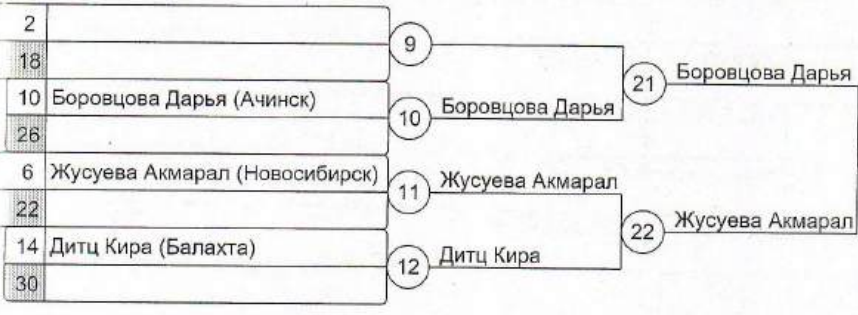 2
18
9
10 Боровцова Дарья (Ачинск)
26
10
Боровцова Дарья
21
Боровцова Дарья
6 Жусуева Акмарал (Новосибирск)
22
11
Жусуева Акмарал
14 Дитц Кира (Балахта)
30
12
Дитц Кира
22
Жусуева Акмарал